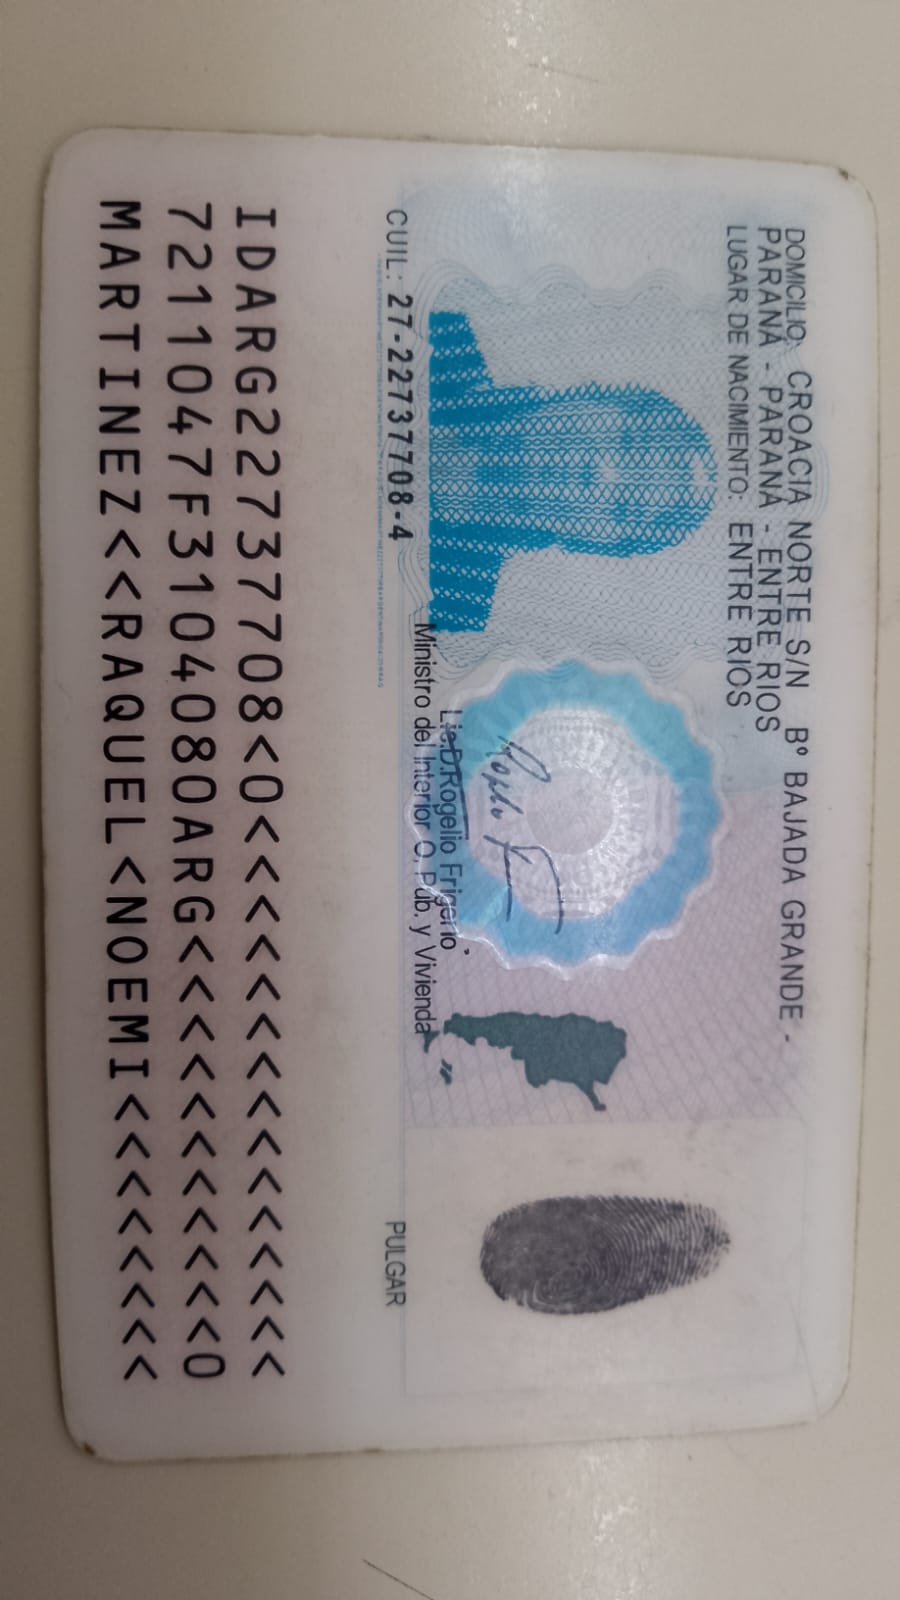 DOMICILIO: CROACIA NORTE S/N Bº BAJADA GRANDE -
PARANÁ - PARANÁ - ENTRE RIOS
LUGAR DE NACIMIENTO: ENTRE RIOS
Lic.D.Rogelio Frigerio
Ministro del Interior O. Púb. y Vivienda
CUIL: 27-22737708-4
PULGAR
IDARG22737708<0<<<<<<<<<<<<<<<
7211047F3104080ARG<<<<<<<<<<<0
MARTINEZ<<RAQUEL<NOEMI<<<<<<<<